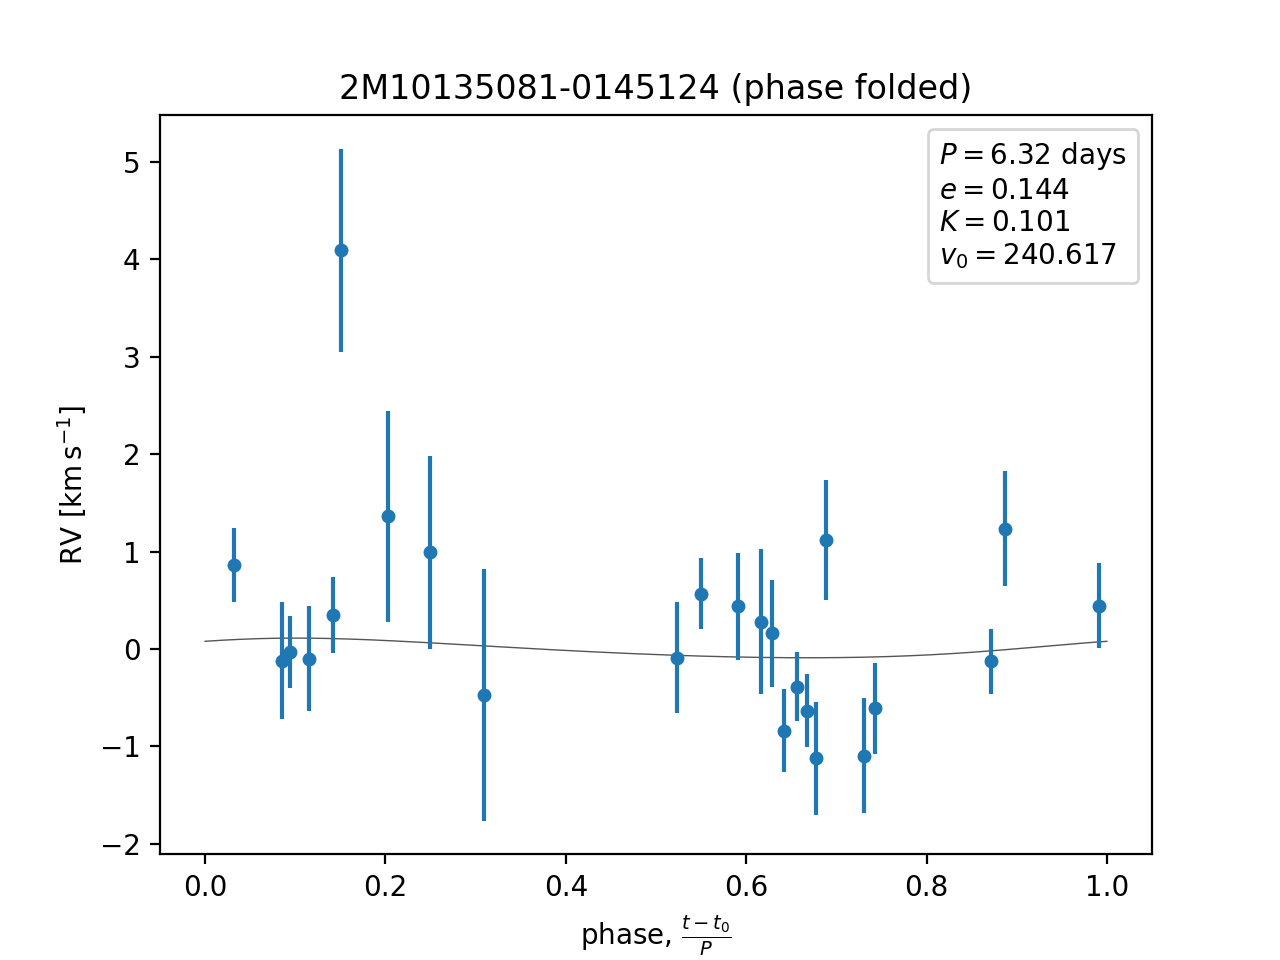 2M10135081-0145124 (phase folded)
P = 6.32 days
e = 0.144
K = 0.101
v₀ = 240.617
5
4
3
2
1
0
−1
−2
RV [km s⁻¹]
0.0 0.2 0.4 0.6 0.8 1.0
phase, (t − t₀)/P